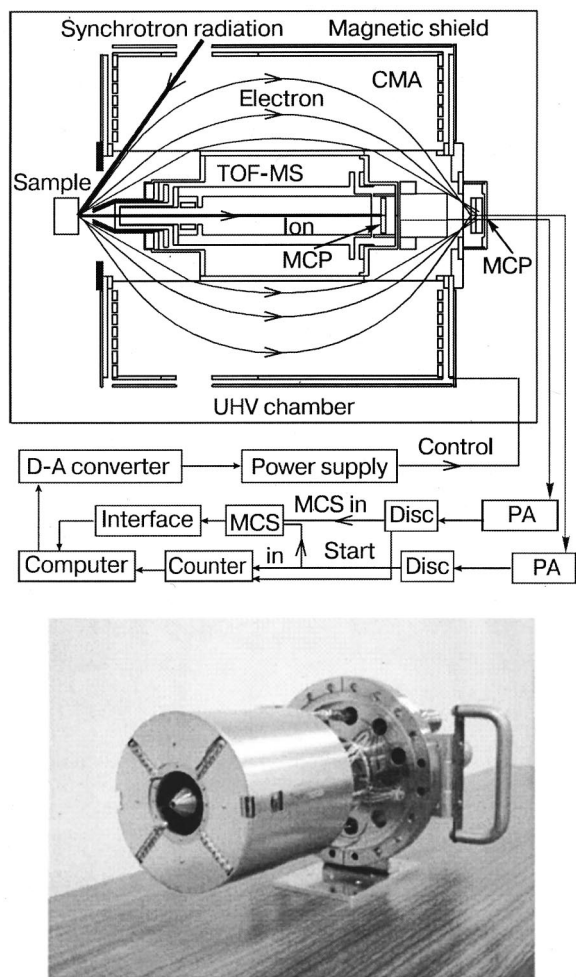 Synchrotron radiation
Magnetic shield
CMA
Electron
Sample
TOF-MS
Ion
MCP
MCP
UHV chamber
Control
D-A converter
Power supply
MCS in
Interface
MCS
Disc
PA
in
Start
Computer
Counter
Disc
PA